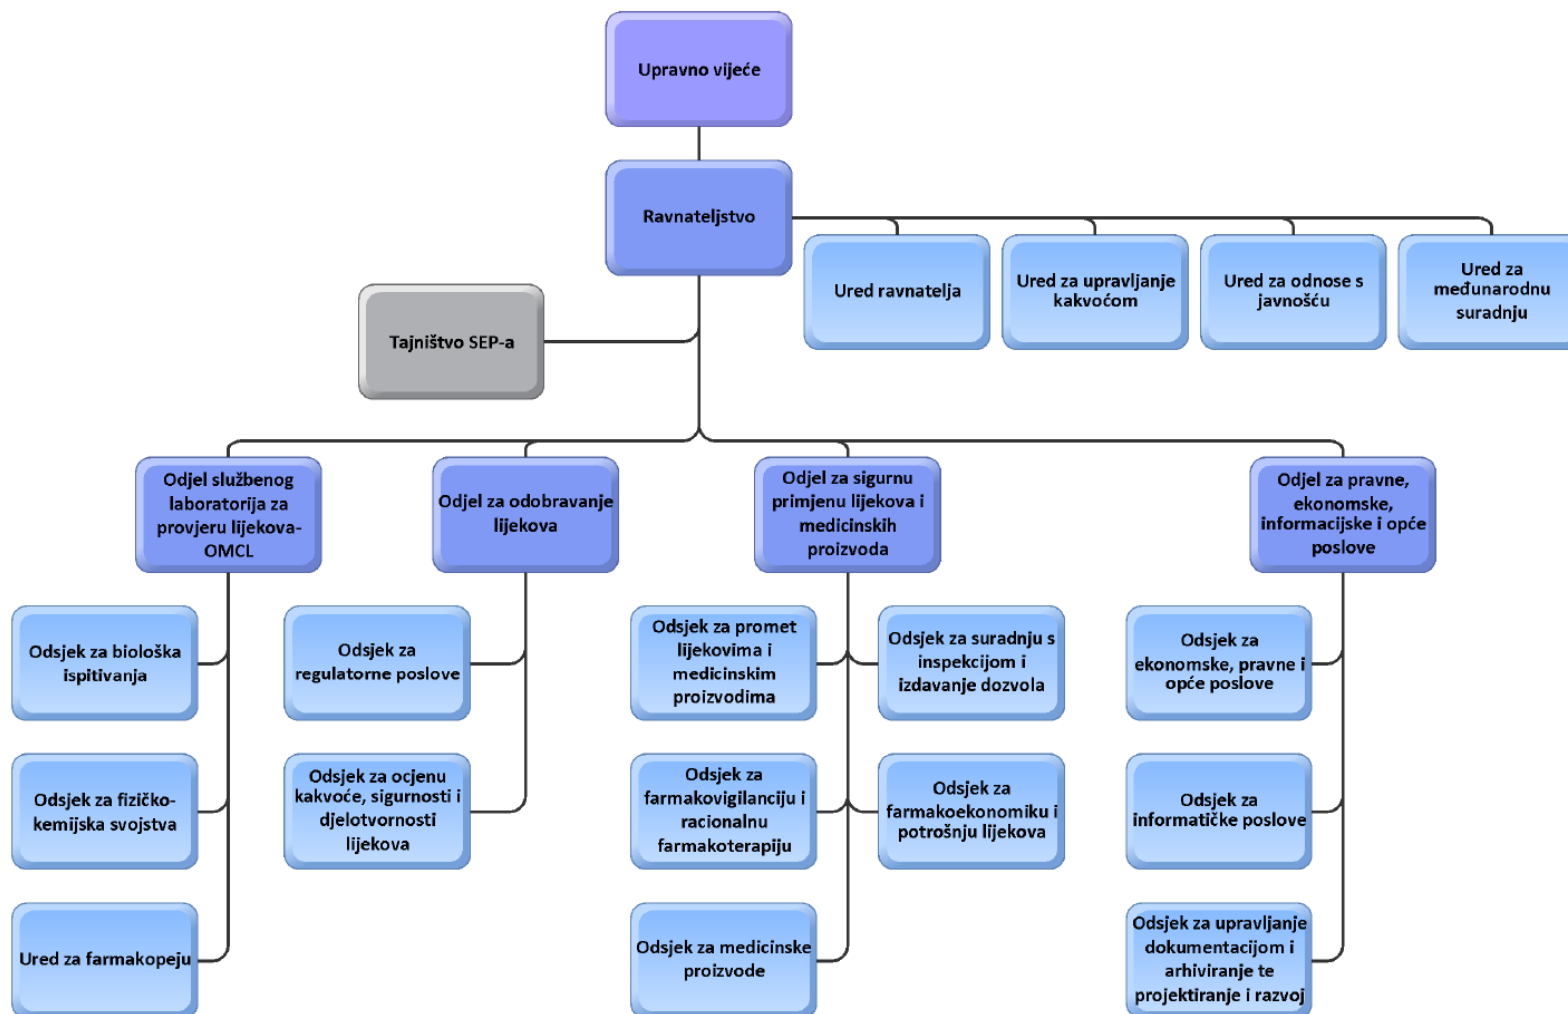 Upravno vijeće
Ravnateljstvo
Ured ravnatelja
Ured za upravljanje
kakvoćom
Ured za odnose s
javnošću
Ured za
međunarodnu
suradnju
Tajništvo SEP-a
Odjel službenog
laboratorija za
provjeru lijekova-
OMCL
Odjel za odobravanje
lijekova
Odjel za sigurnu
primjenu lijekova i
medicinskih
proizvoda
Odjel za pravne,
ekonomske,
informacijske i opće
poslove
Odsjek za biološka
ispitivanja
Odsjek za
regulatorne poslove
Odsjek za promet
lijekovima i
medicinskim
proizvodima
Odsjek za suradnju s
inspekcijom i
izdavanje dozvola
Odsjek za
ekonomske, pravne i
opće poslove
Odsjek za fizičko-
kemijska svojstva
Odsjek za ocjenu
kakvoće, sigurnosti i
djelotvornosti
lijekova
Odsjek za
farmakovigilanciju i
racionalnu
farmakoterapiju
Odsjek za
farmakoekonomiku i
potrošnju lijekova
Odsjek za
informatičke poslove
Ured za farmakopeju
Odsjek za medicinske
proizvode
Odsjek za upravljanje
dokumentacijom i
arhiviranje te
projektiranje i razvoj